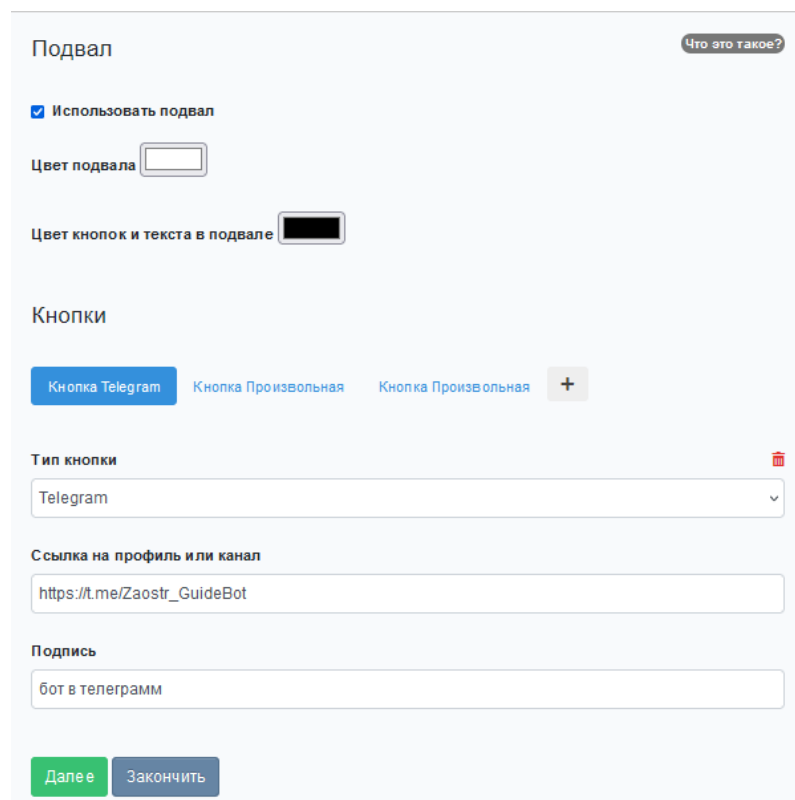 Подвал
Что это такое?
Использовать подвал
Цвет подвала
Цвет кнопок и текста в подвале
Кнопки
Кнопка Telegram Кнопка Произвольная Кнопка Произвольная +
Тип кнопки
Telegram
Ссылка на профиль или канал
https://t.me/Zaostr_GuideBot
Подпись
бот в телеграмм
Далее Закончить